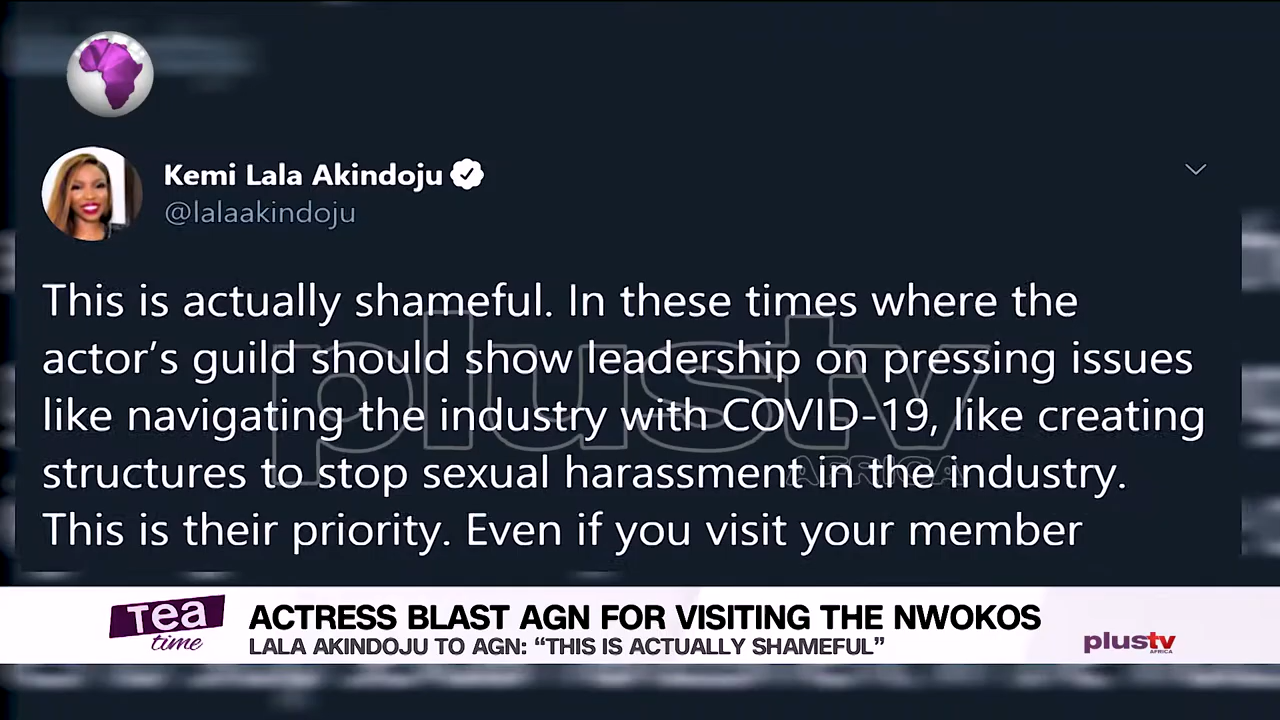 Kemi Lala Akindoju
@lalaakindoju
This is actually shameful. In these times where the
actor’s guild should show leadership on pressing issues
like navigating the industry with COVID-19, like creating
structures to stop sexual harassment in the industry.
This is their priority. Even if you visit your member
plustv
AFRICA
Tea
time
ACTRESS BLAST AGN FOR VISITING THE NWOKOS
LALA AKINDOJU TO AGN: “THIS IS ACTUALLY SHAMEFUL”
plustv
AFRICA